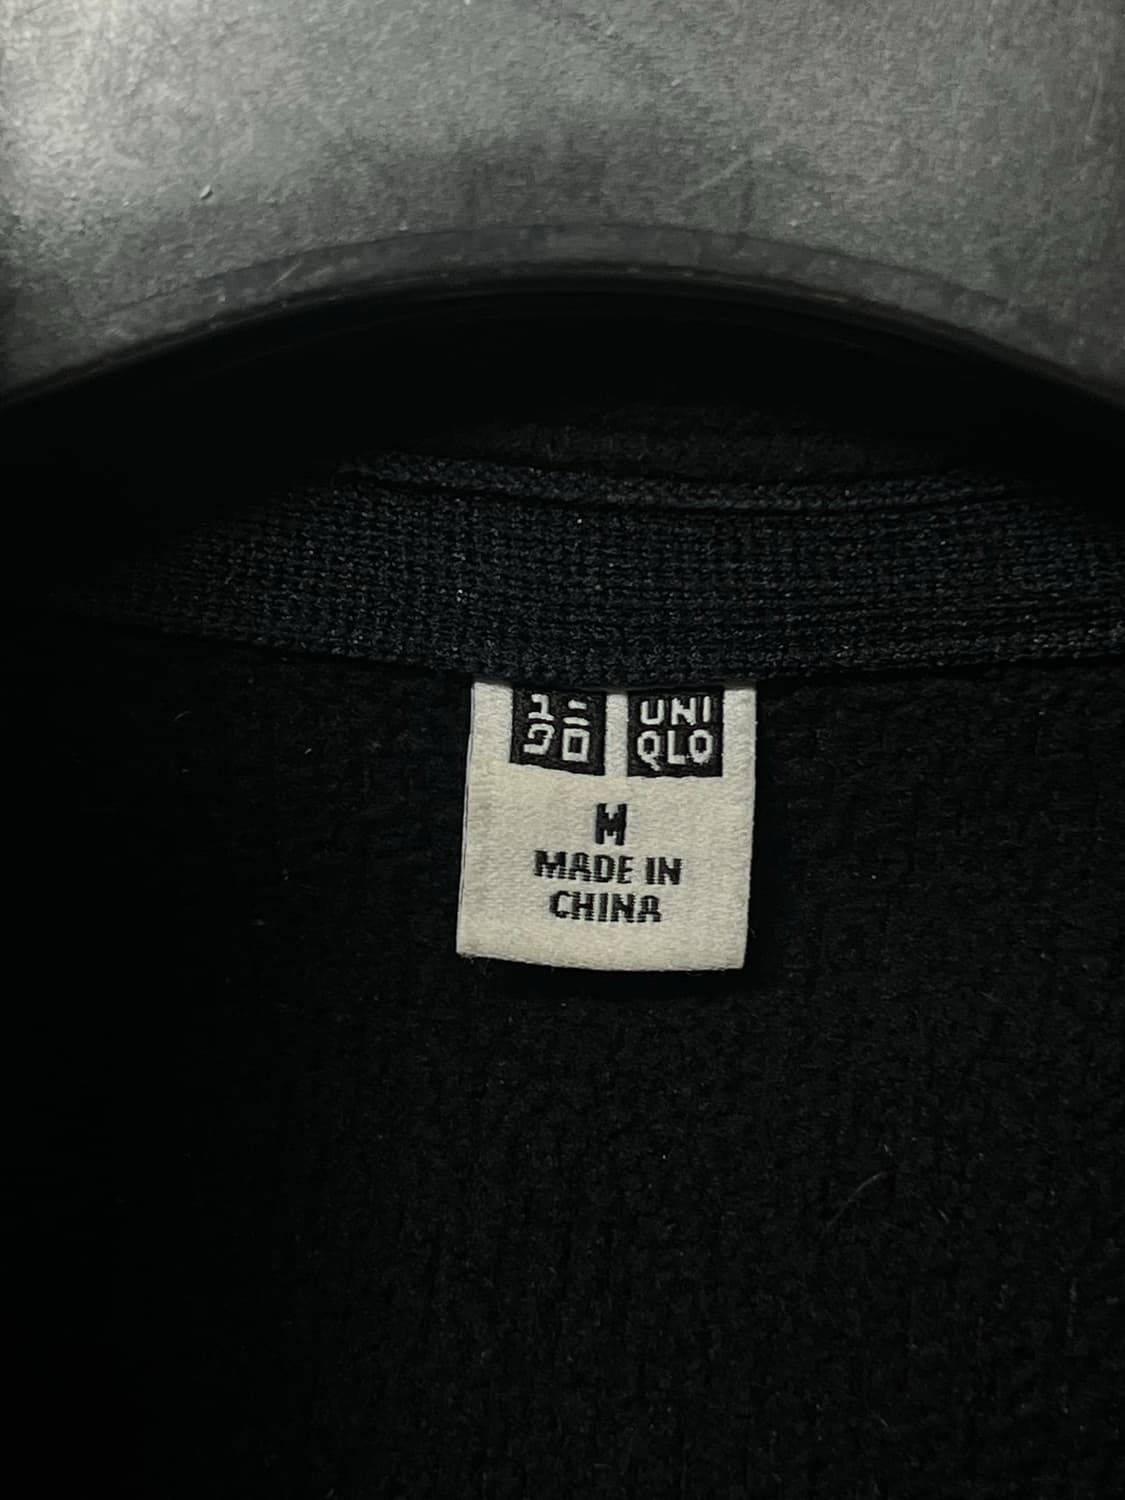 ユニ UNI
クロ QLO
M
MADE IN
CHINA